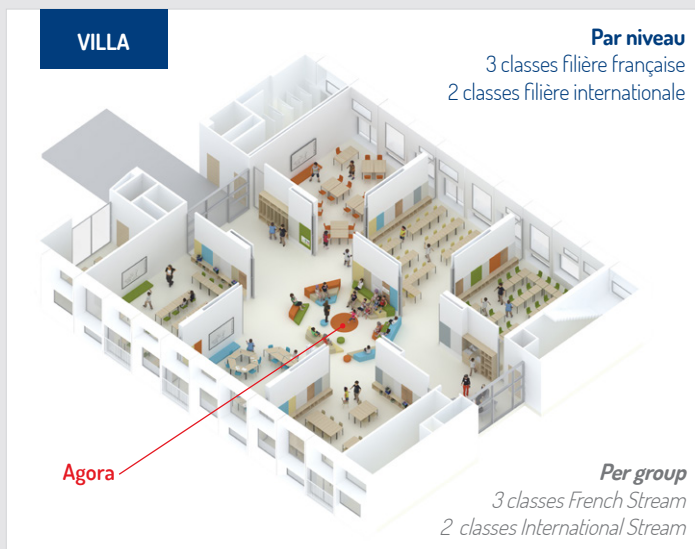 VILLA
Par niveau
3 classes filière française
2 classes filière internationale
Agora
Per group
3 classes French Stream
2 classes International Stream